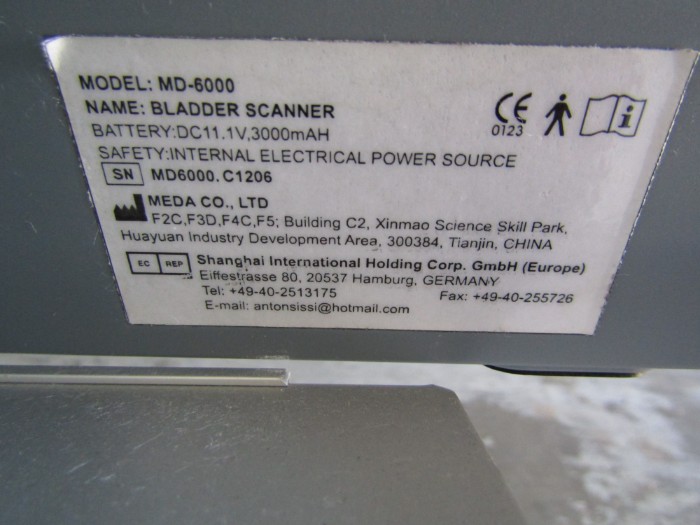 MODEL: MD-6000
NAME: BLADDER SCANNER
BATTERY:DC11.1V,3000mAH
SAFETY:INTERNAL ELECTRICAL POWER SOURCE
SN MD6000.C1206
CE 0123
MEDA CO., LTD
F2C,F3D,F4C,F5; Building C2, Xinmao Science Skill Park,
Huayuan Industry Development Area, 300384, Tianjin, CHINA
EC REP Shanghai International Holding Corp. GmbH (Europe)
Eiffestrasse 80, 20537 Hamburg, GERMANY
Tel: +49-40-2513175 Fax: +49-40-255726
E-mail: antonsissi@hotmail.com